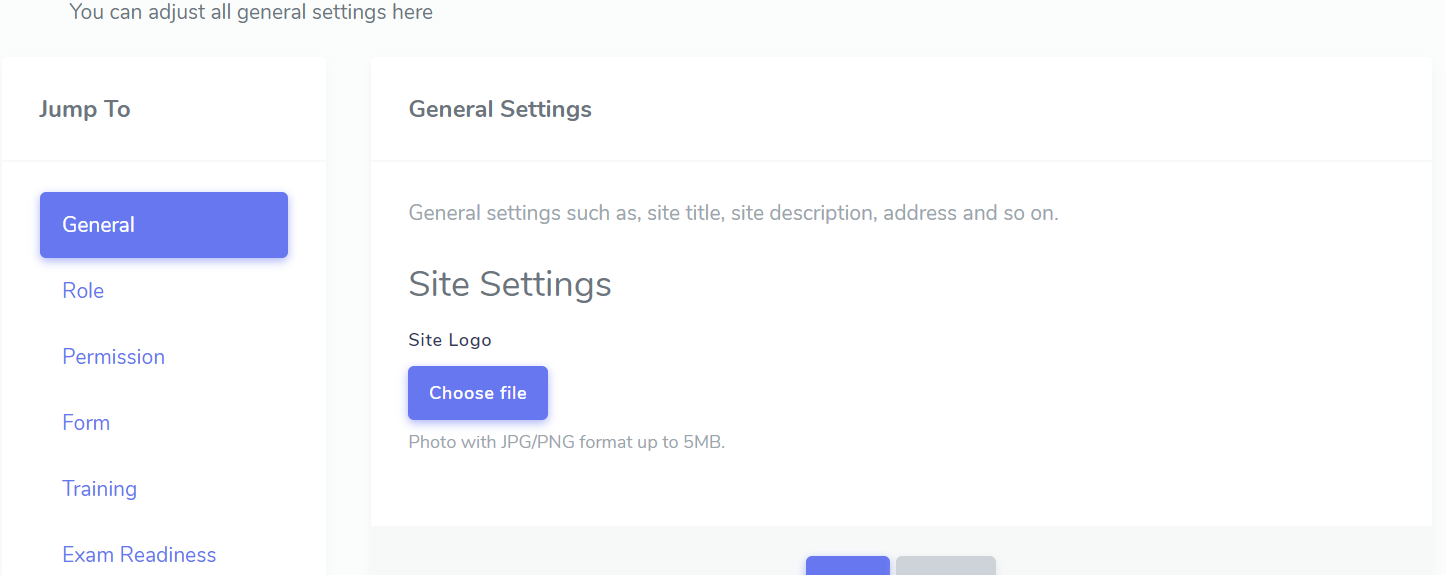 You can adjust all general settings here
Jump To
General
Role
Permission
Form
Training
Exam Readiness
General Settings
General settings such as, site title, site description, address and so on.
Site Settings
Site Logo
Choose file
Photo with JPG/PNG format up to 5MB.